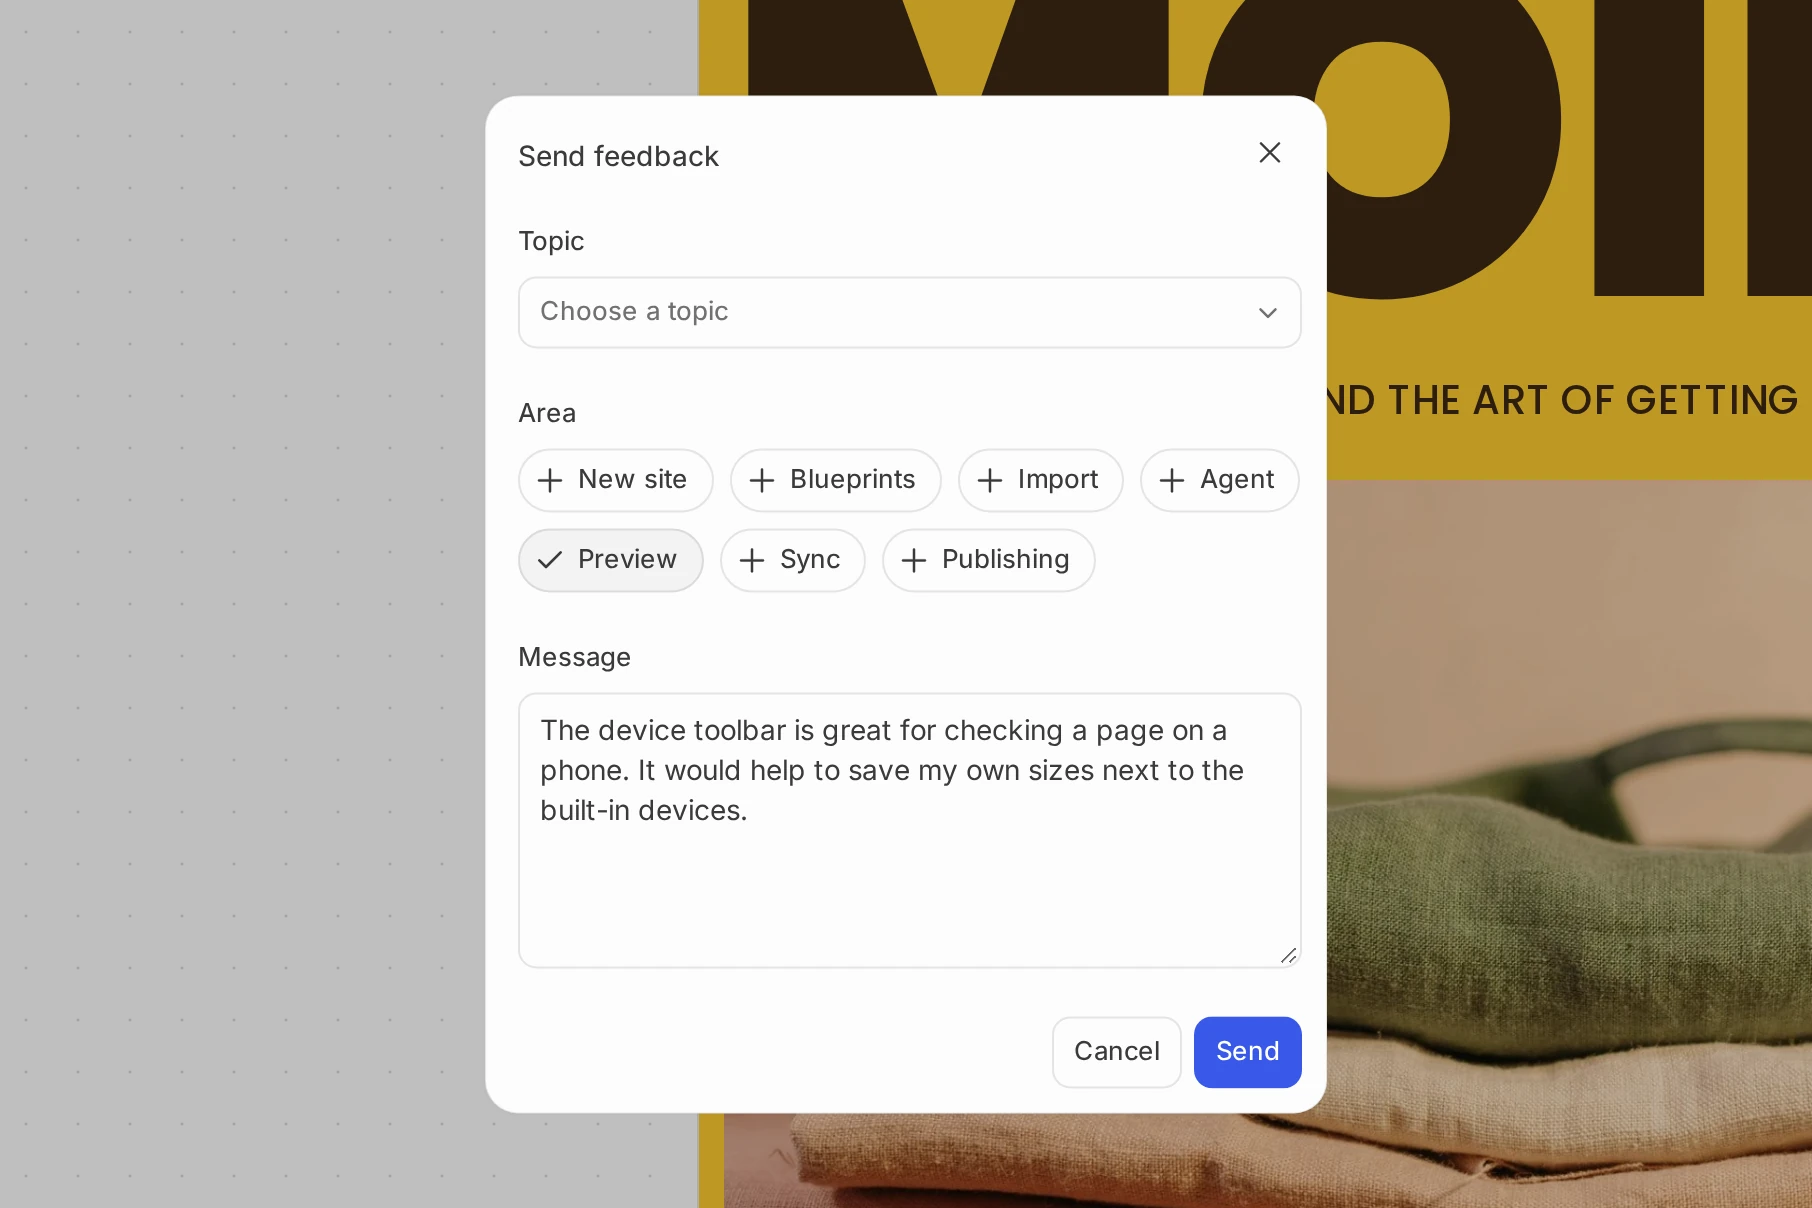 Send feedback
Topic
Choose a topic
Area
New site
Blueprints
Import
Agent
Preview
Sync
Publishing
Message
The device toolbar is great for checking a page on a
phone. It would help to save my own sizes next to the
built-in devices.
Cancel
Send
THE ART OF GETTING